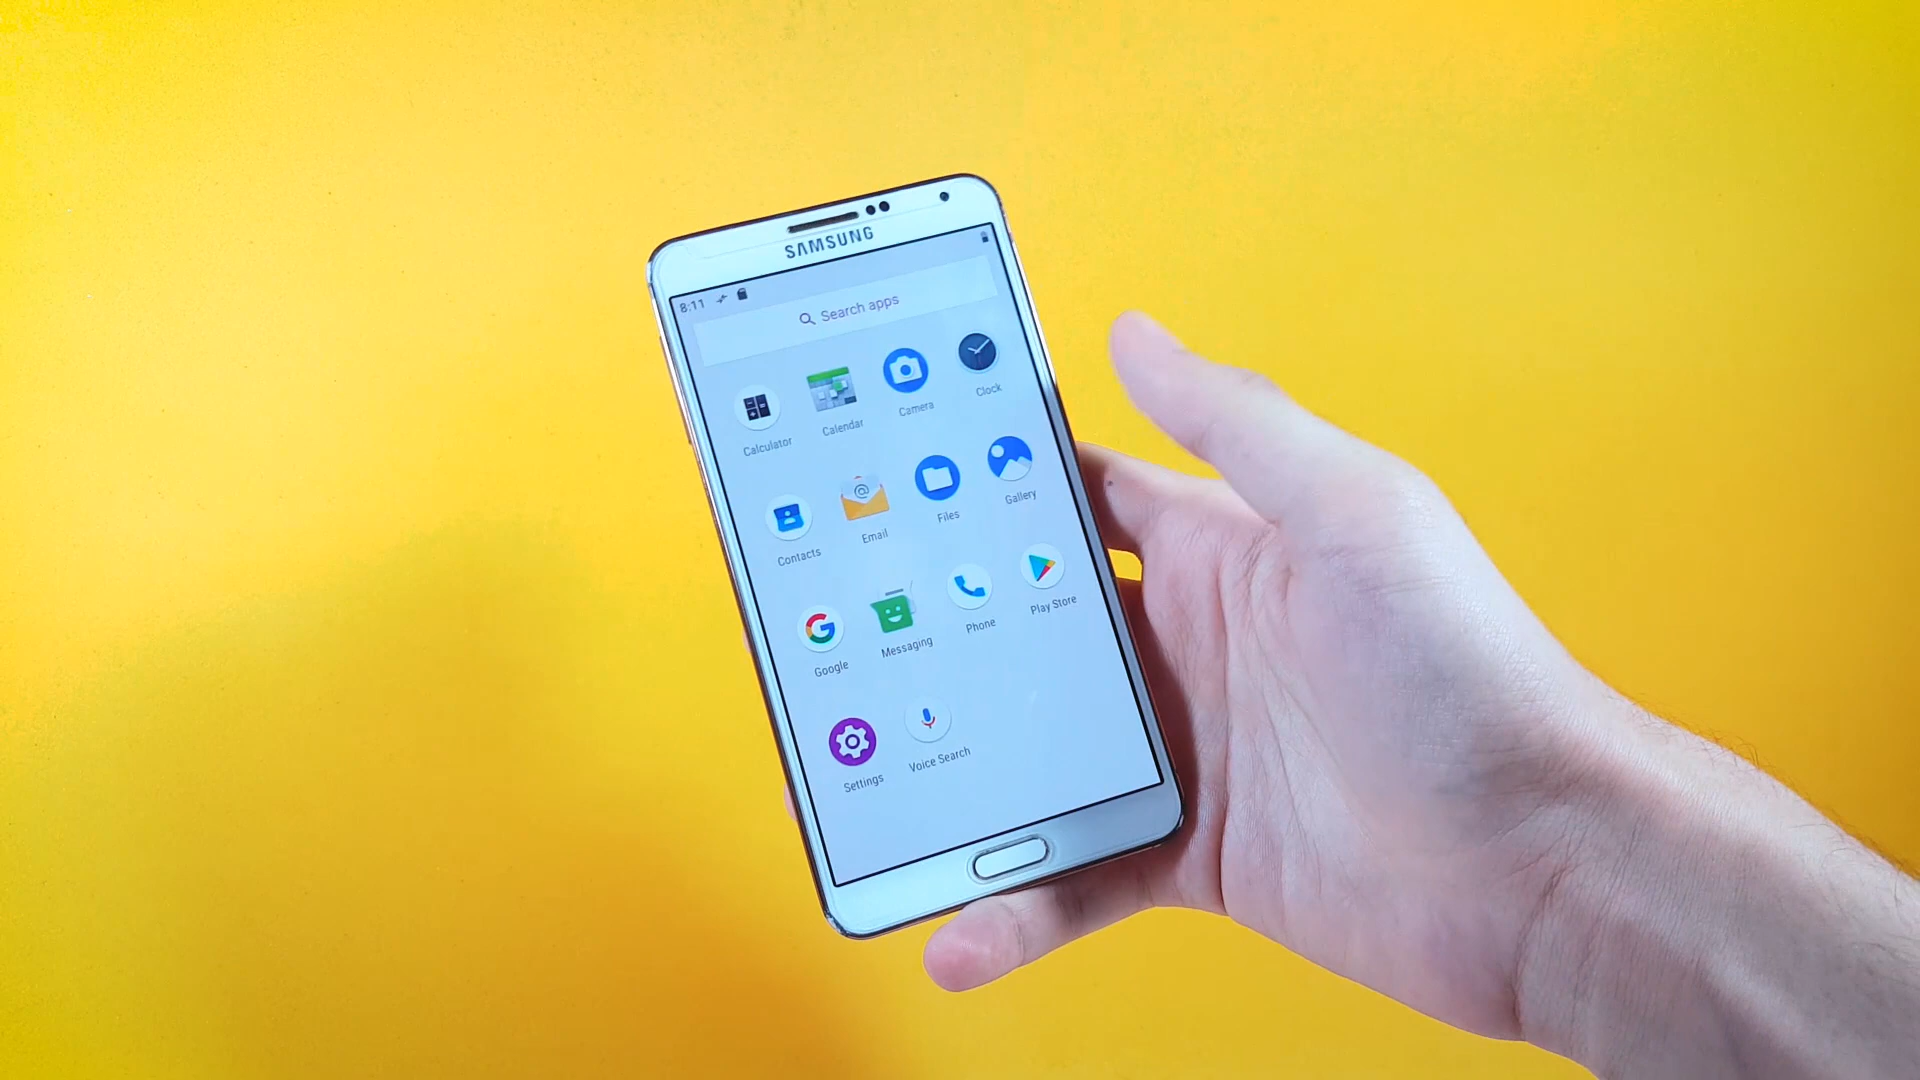 SAMSUNG
8:11
Search apps
Calculator
Calendar
Camera
Clock
Contacts
Email
Files
Gallery
Google
Messaging
Phone
Play Store
Settings
Voice Search